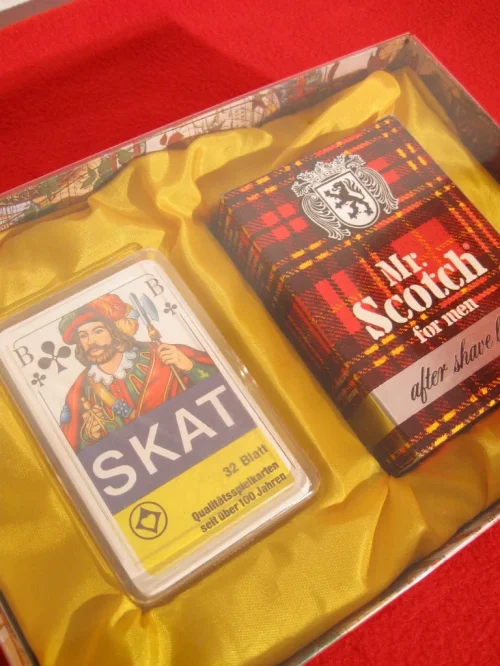 B
B
SKAT
32 Blatt
Qualitätsspielkarten
seit über 100 Jahren
Mr.
Scotch®
for men
after shave